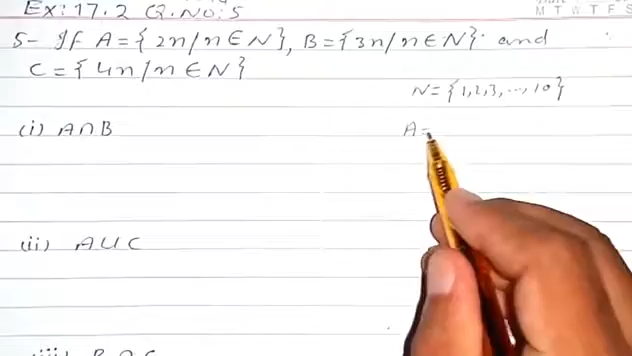 Ex: 17.2 Q.No: 5
M T W T F S
5- If A = {2n/n ∈ N}, B = {3n/n ∈ N} and
C = {4n/n ∈ N}
N = {1,2,3, ..., 10}
(i) A ∩ B
A =
(ii) A ∪ C